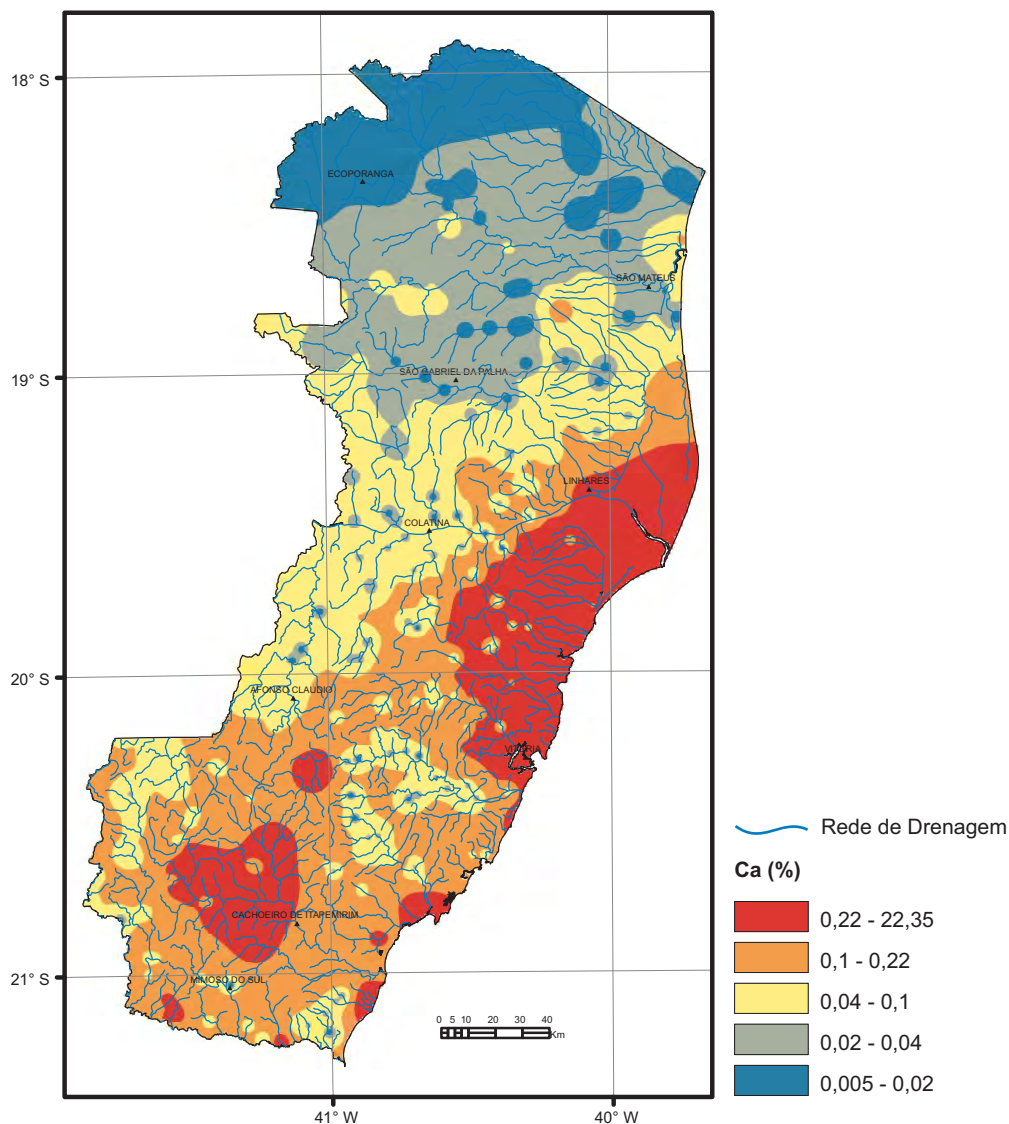 18° S
ECOPORANGA
SÃO MATEUS
19° S
SÃO GABRIEL DA PALHA
LINHARES
COLATINA
20° S
AFONSO CLAUDIO
VITÓRIA
Rede de Drenagem
Ca (%)
0,22 - 22,35
CACHOEIRO DE ITAPEMIRIM
0,1 - 0,22
21° S
MIMOSO DO SUL
0,04 - 0,1
0 5 10 20 30 40
Km
0,02 - 0,04
0,005 - 0,02
41° W
40° W